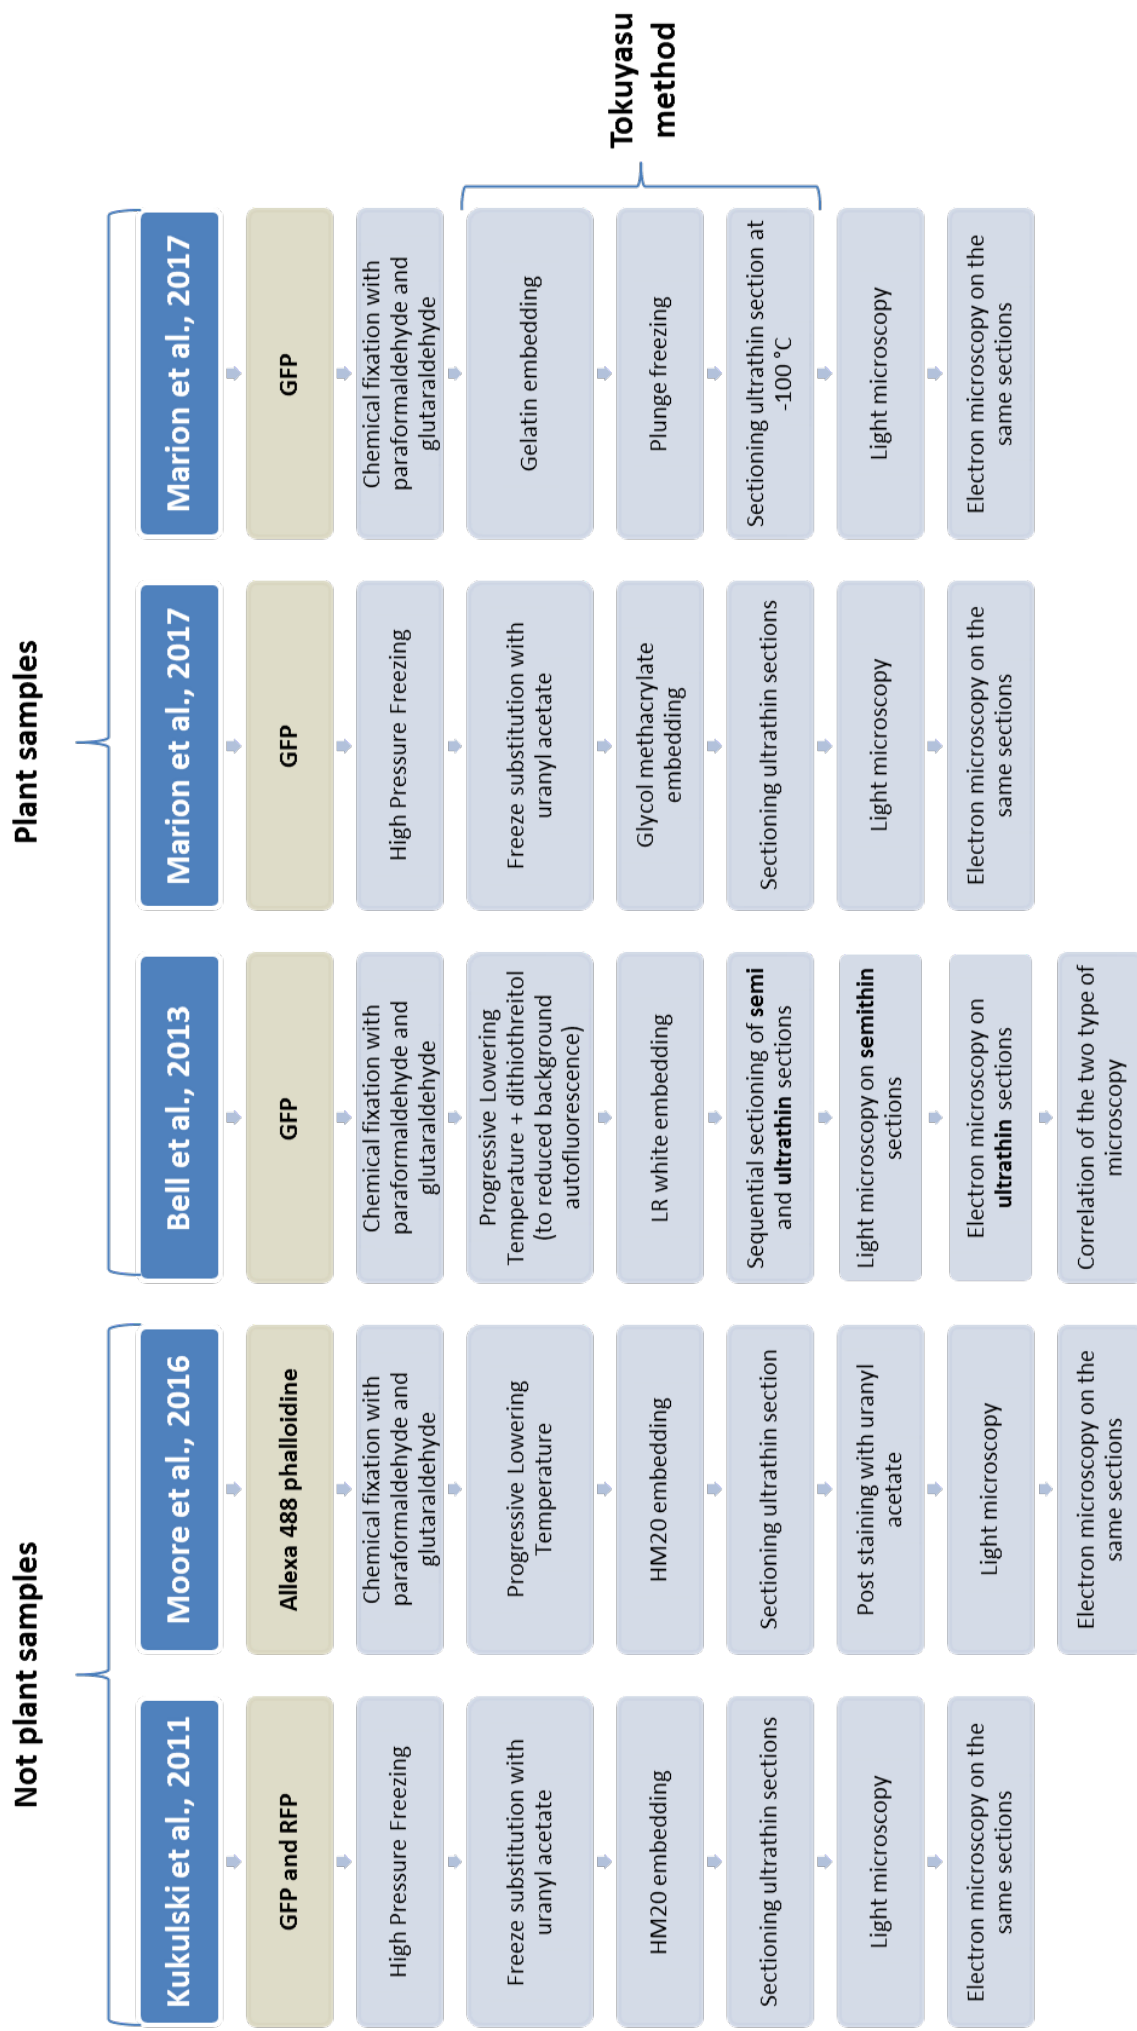 Not plant samples
Plant samples
Kukulski et al., 2011
GFP and RFP
High Pressure Freezing
Freeze substitution with
uranyl acetate
HM20 embedding
Sectioning ultrathin sections
Light microscopy
Electron microscopy on the
same sections
Moore et al., 2016
Allexa 488 phalloidine
Chemical fixation with
paraformaldehyde and
glutaraldehyde
Progressive Lowering
Temperature
HM20 embedding
Sectioning ultrathin section
Post staining with uranyl
acetate
Light microscopy
Electron microscopy on the
same sections
Bell et al., 2013
GFP
Chemical fixation with
paraformaldehyde and
glutaraldehyde
Progressive Lowering
Temperature + dithiothreitol
(to reduced background
autofluorescence)
LR white embedding
Sequential sectioning of semi
and ultrathin sections
Light microscopy on semithin
sections
Electron microscopy on
ultrathin sections
Correlation of the two type of
microscopy
Marion et al., 2017
GFP
High Pressure Freezing
Freeze substitution with
uranyl acetate
Glycol methacrylate
embedding
Sectioning ultrathin sections
Light microscopy
Electron microscopy on the
same sections
Marion et al., 2017
GFP
Chemical fixation with
paraformaldehyde and
glutaraldehyde
Gelatin embedding
Plunge freezing
Sectioning ultrathin section at
-100 °C
Light microscopy
Electron microscopy on the
same sections
Tokuyasu
method